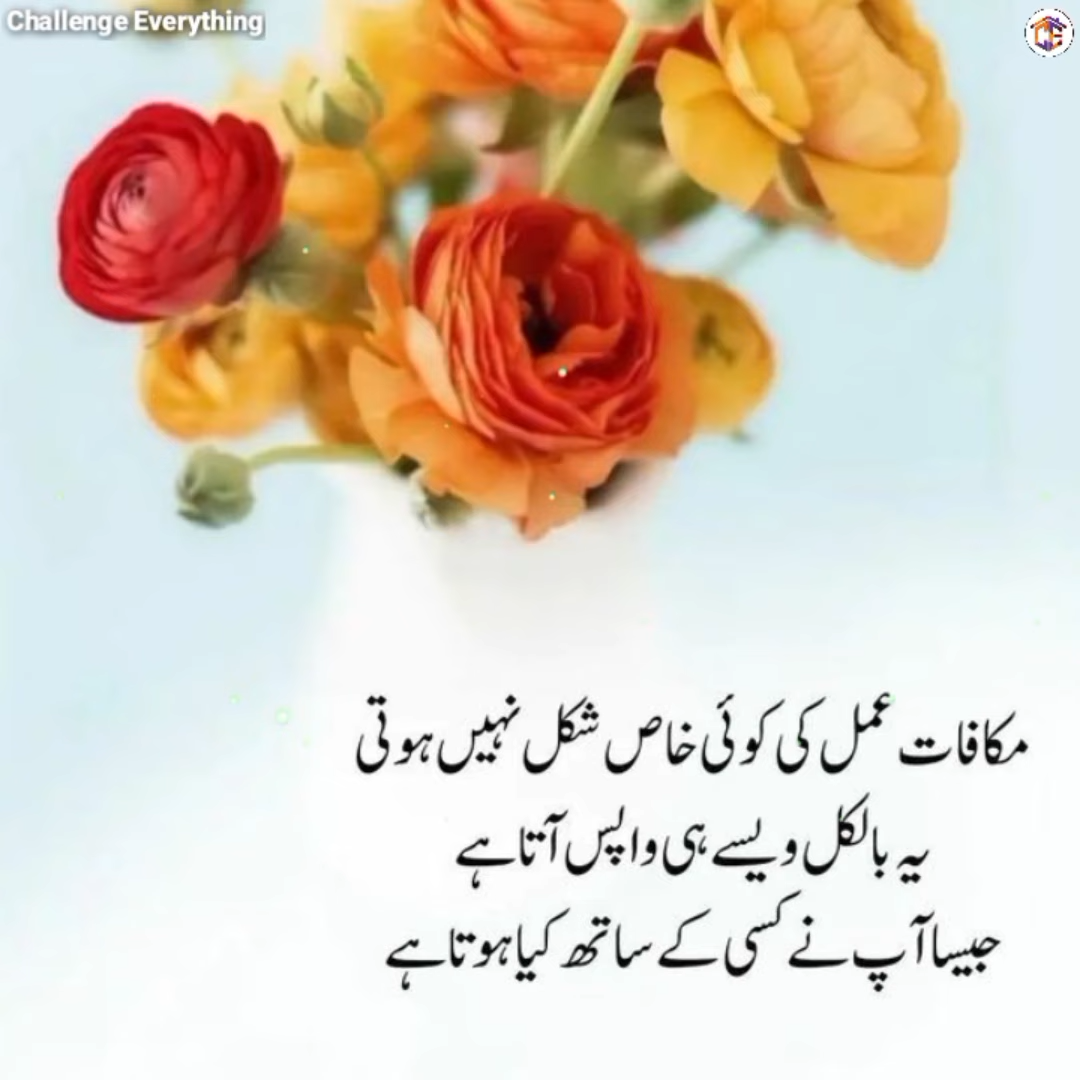 Challenge Everything
مکافات عمل کی کوئی خاص شکل نہیں ہوتی
یہ بالکل ویسے ہی واپس آتا ہے
جیسا آپ نے کسی کے ساتھ کیا ہوتا ہے